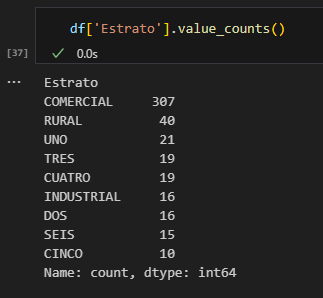 df['Estrato'].value_counts()
[37]
0.0s
...
Estrato
COMERCIAL     307
RURAL          40
UNO            21
TRES           19
CUATRO         19
INDUSTRIAL     16
DOS            16
SEIS           15
CINCO          10
Name: count, dtype: int64